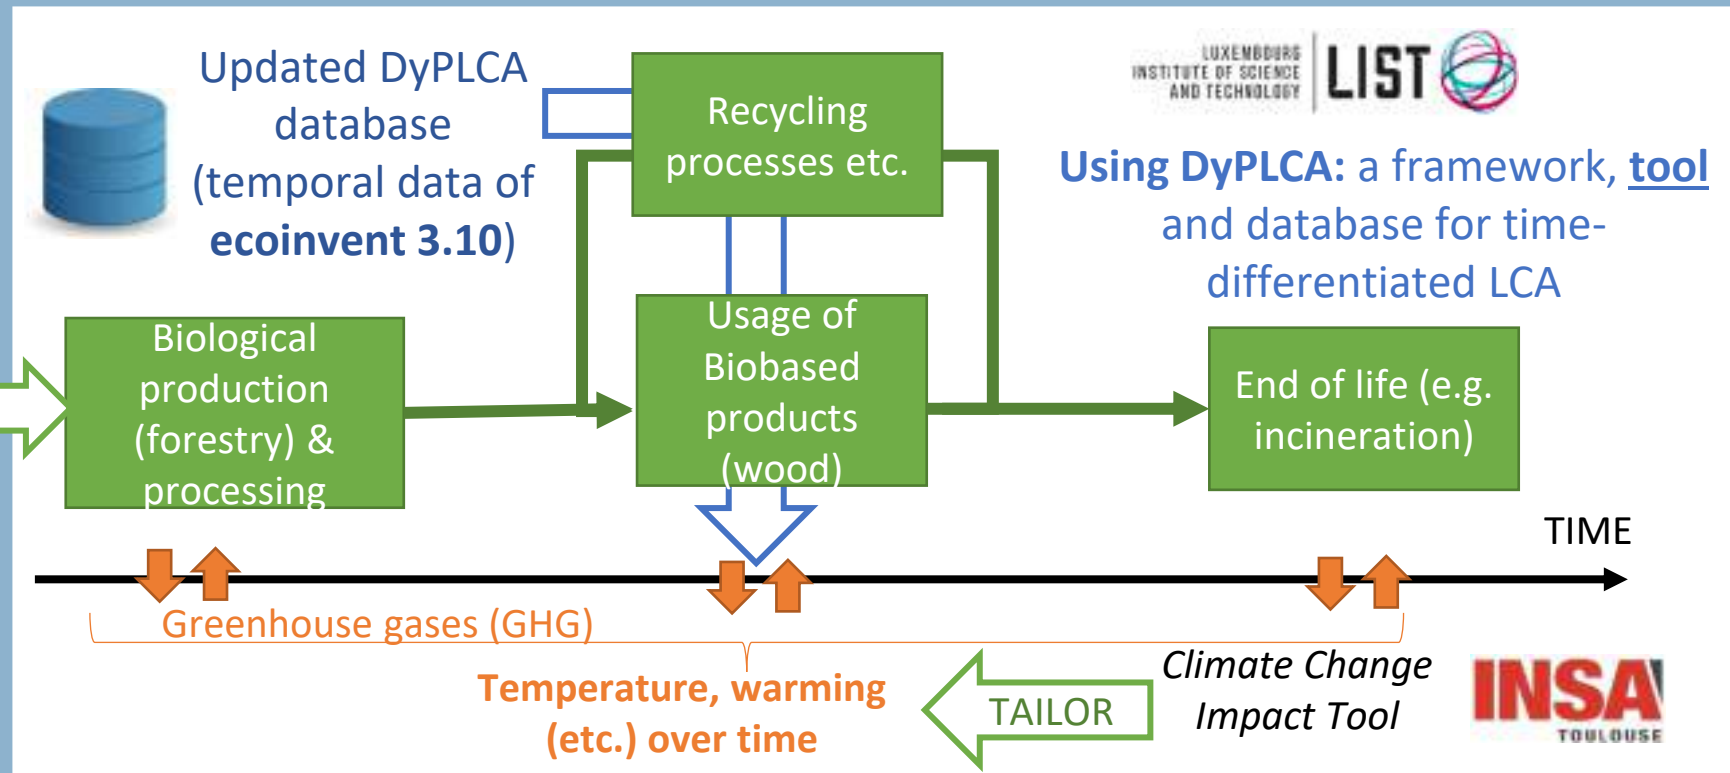 Updated DyPLCA
database
(temporal data of
ecoinvent 3.10)
Recycling
processes etc.
LUXEMBOURG
INSTITUTE OF SCIENCE
AND TECHNOLOGY
LIST
Using DyPLCA: a framework, tool
and database for time-
differentiated LCA
Biological
production
(forestry) &
processing
Usage of
Biobased
products
(wood)
End of life (e.g.
incineration)
TIME
Greenhouse gases (GHG)
Temperature, warming
(etc.) over time
TAILOR
Climate Change
Impact Tool
INSA
TOULOUSE